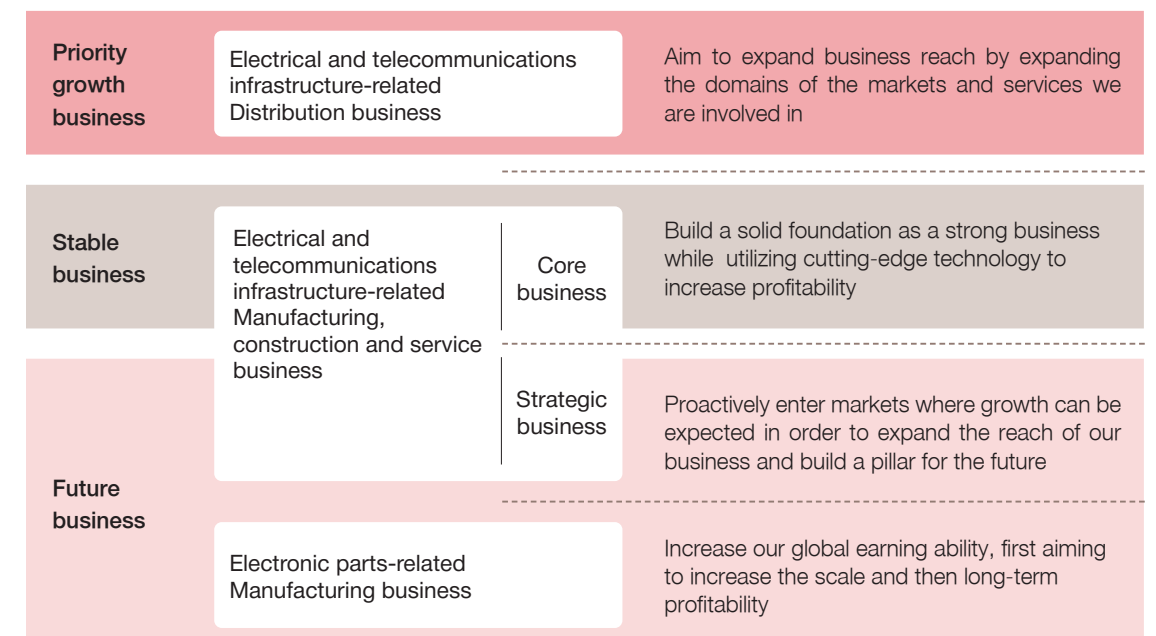 Priority
growth
business
Electrical and telecommunications
infrastructure-related
Distribution business
Aim to expand business reach by expanding
the domains of the markets and services we
are involved in
Stable
business
Electrical and
telecommunications
infrastructure-related
Manufacturing,
construction and service
business
Core
business
Build a solid foundation as a strong business
while utilizing cutting-edge technology to
increase profitability
Future
business
Strategic
business
Proactively enter markets where growth can be
expected in order to expand the reach of our
business and build a pillar for the future
Electronic parts-related
Manufacturing business
Increase our global earning ability, first aiming
to increase the scale and then long-term
profitability